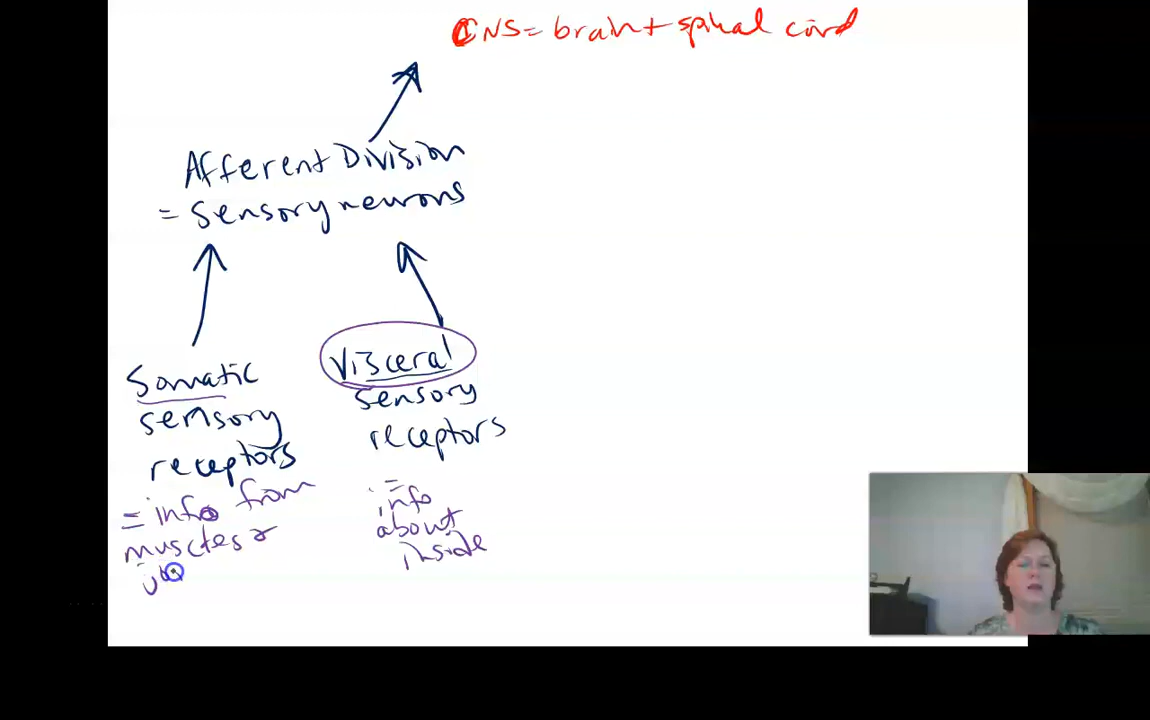 CNS = brain + spinal cord
Afferent Division
= Sensory neurons
Somatic
sensory
receptors
= info from
muscles &
Visceral
sensory
receptors
= info
about
inside